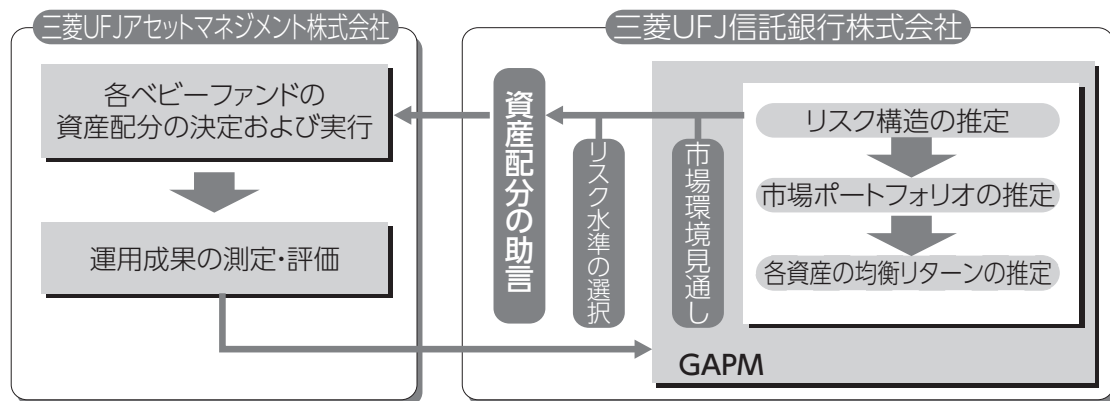 三菱UFJアセットマネジメント株式会社
各ベビーファンドの
資産配分の決定および実行
運用成果の測定・評価
三菱UFJ信託銀行株式会社
資産配分の助言
リスク水準の選択
市場環境見通し
リスク構造の推定
市場ポートフォリオの推定
各資産の均衡リターンの推定
GAPM